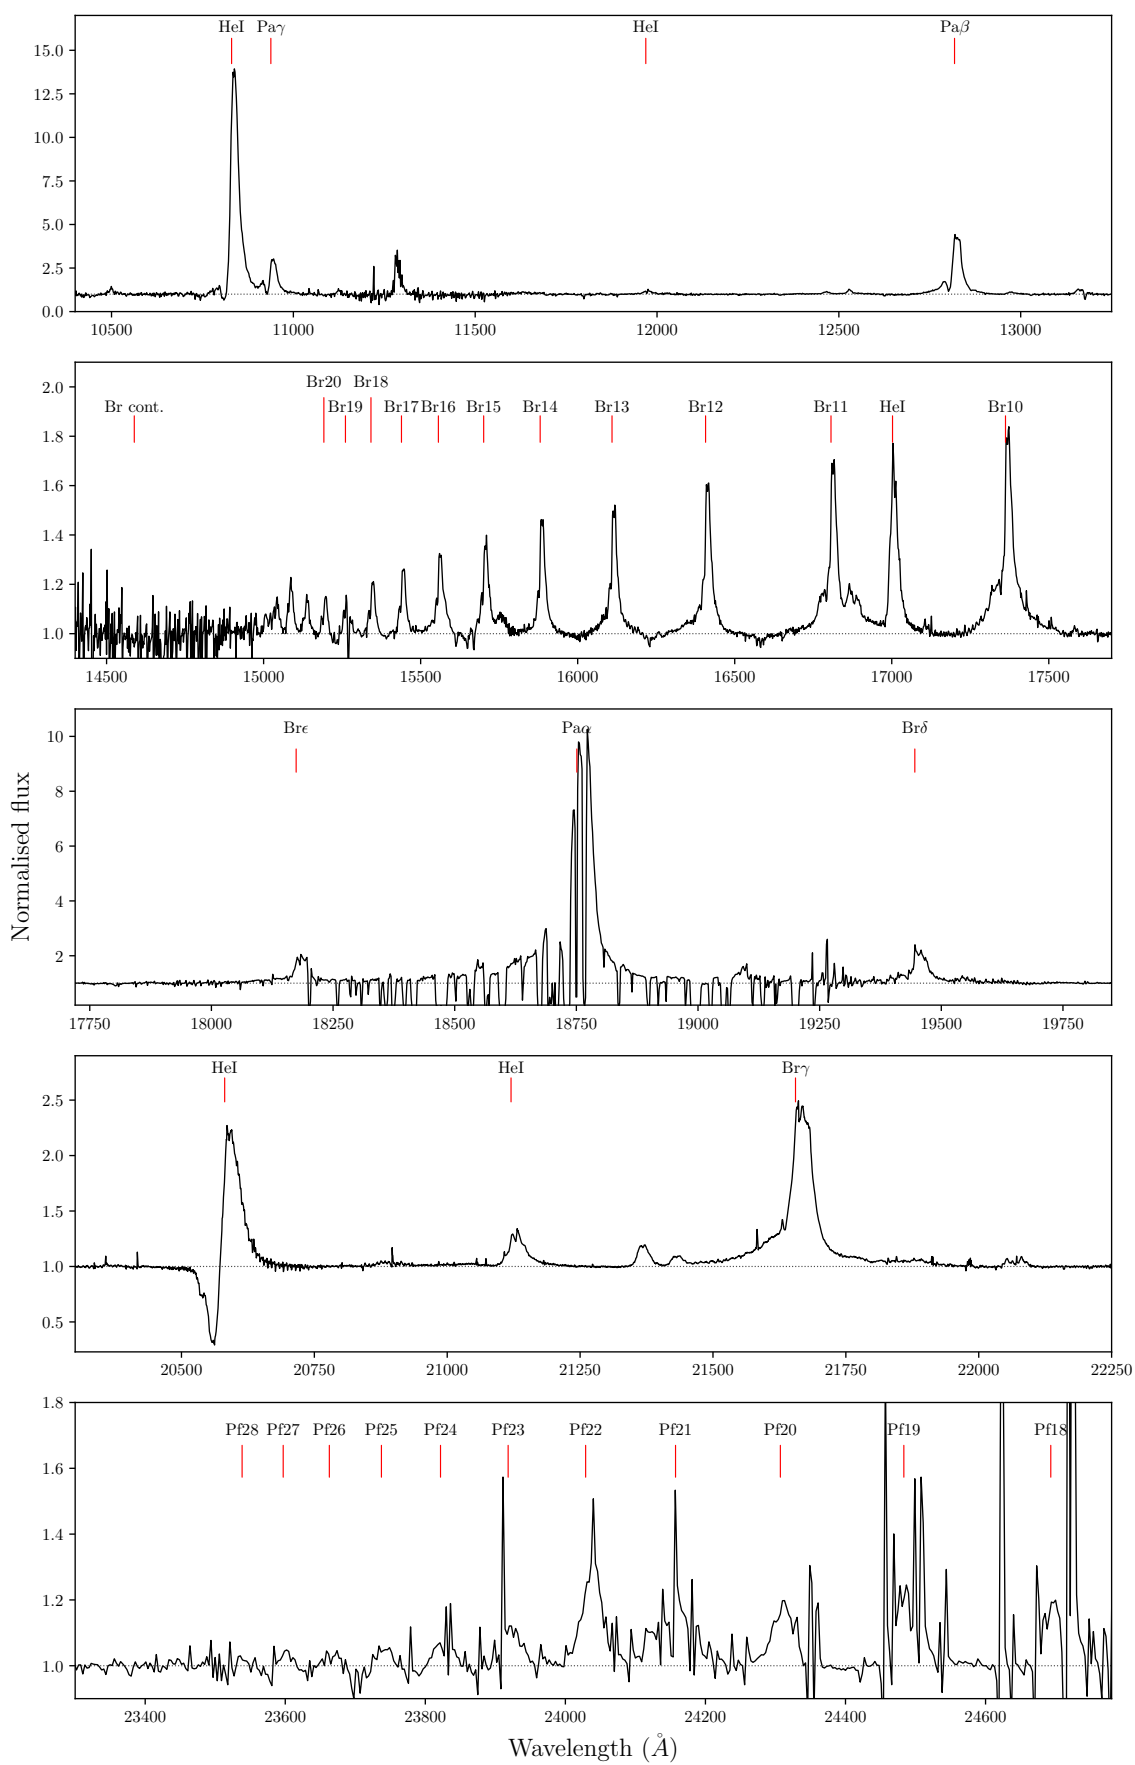 HeI Paγ HeI Paβ
15.0
12.5
10.0
7.5
5.0
2.5
0.0
10500 11000 11500 12000 12500 13000
Br20 Br18
Br cont. Br19 Br17 Br16 Br15 Br14 Br13 Br12 Br11 HeI Br10
2.0
1.8
1.6
1.4
1.2
1.0
14500 15000 15500 16000 16500 17000 17500
Brϵ Paα Brδ
10
8
6
4
2
17750 18000 18250 18500 18750 19000 19250 19500 19750
Normalised flux
HeI HeI Brγ
2.5
2.0
1.5
1.0
0.5
20500 20750 21000 21250 21500 21750 22000 22250
1.8
Pf28 Pf27 Pf26 Pf25 Pf24 Pf23 Pf22 Pf21 Pf20 Pf19 Pf18
1.6
1.4
1.2
1.0
23400 23600 23800 24000 24200 24400 24600
Wavelength (Å)